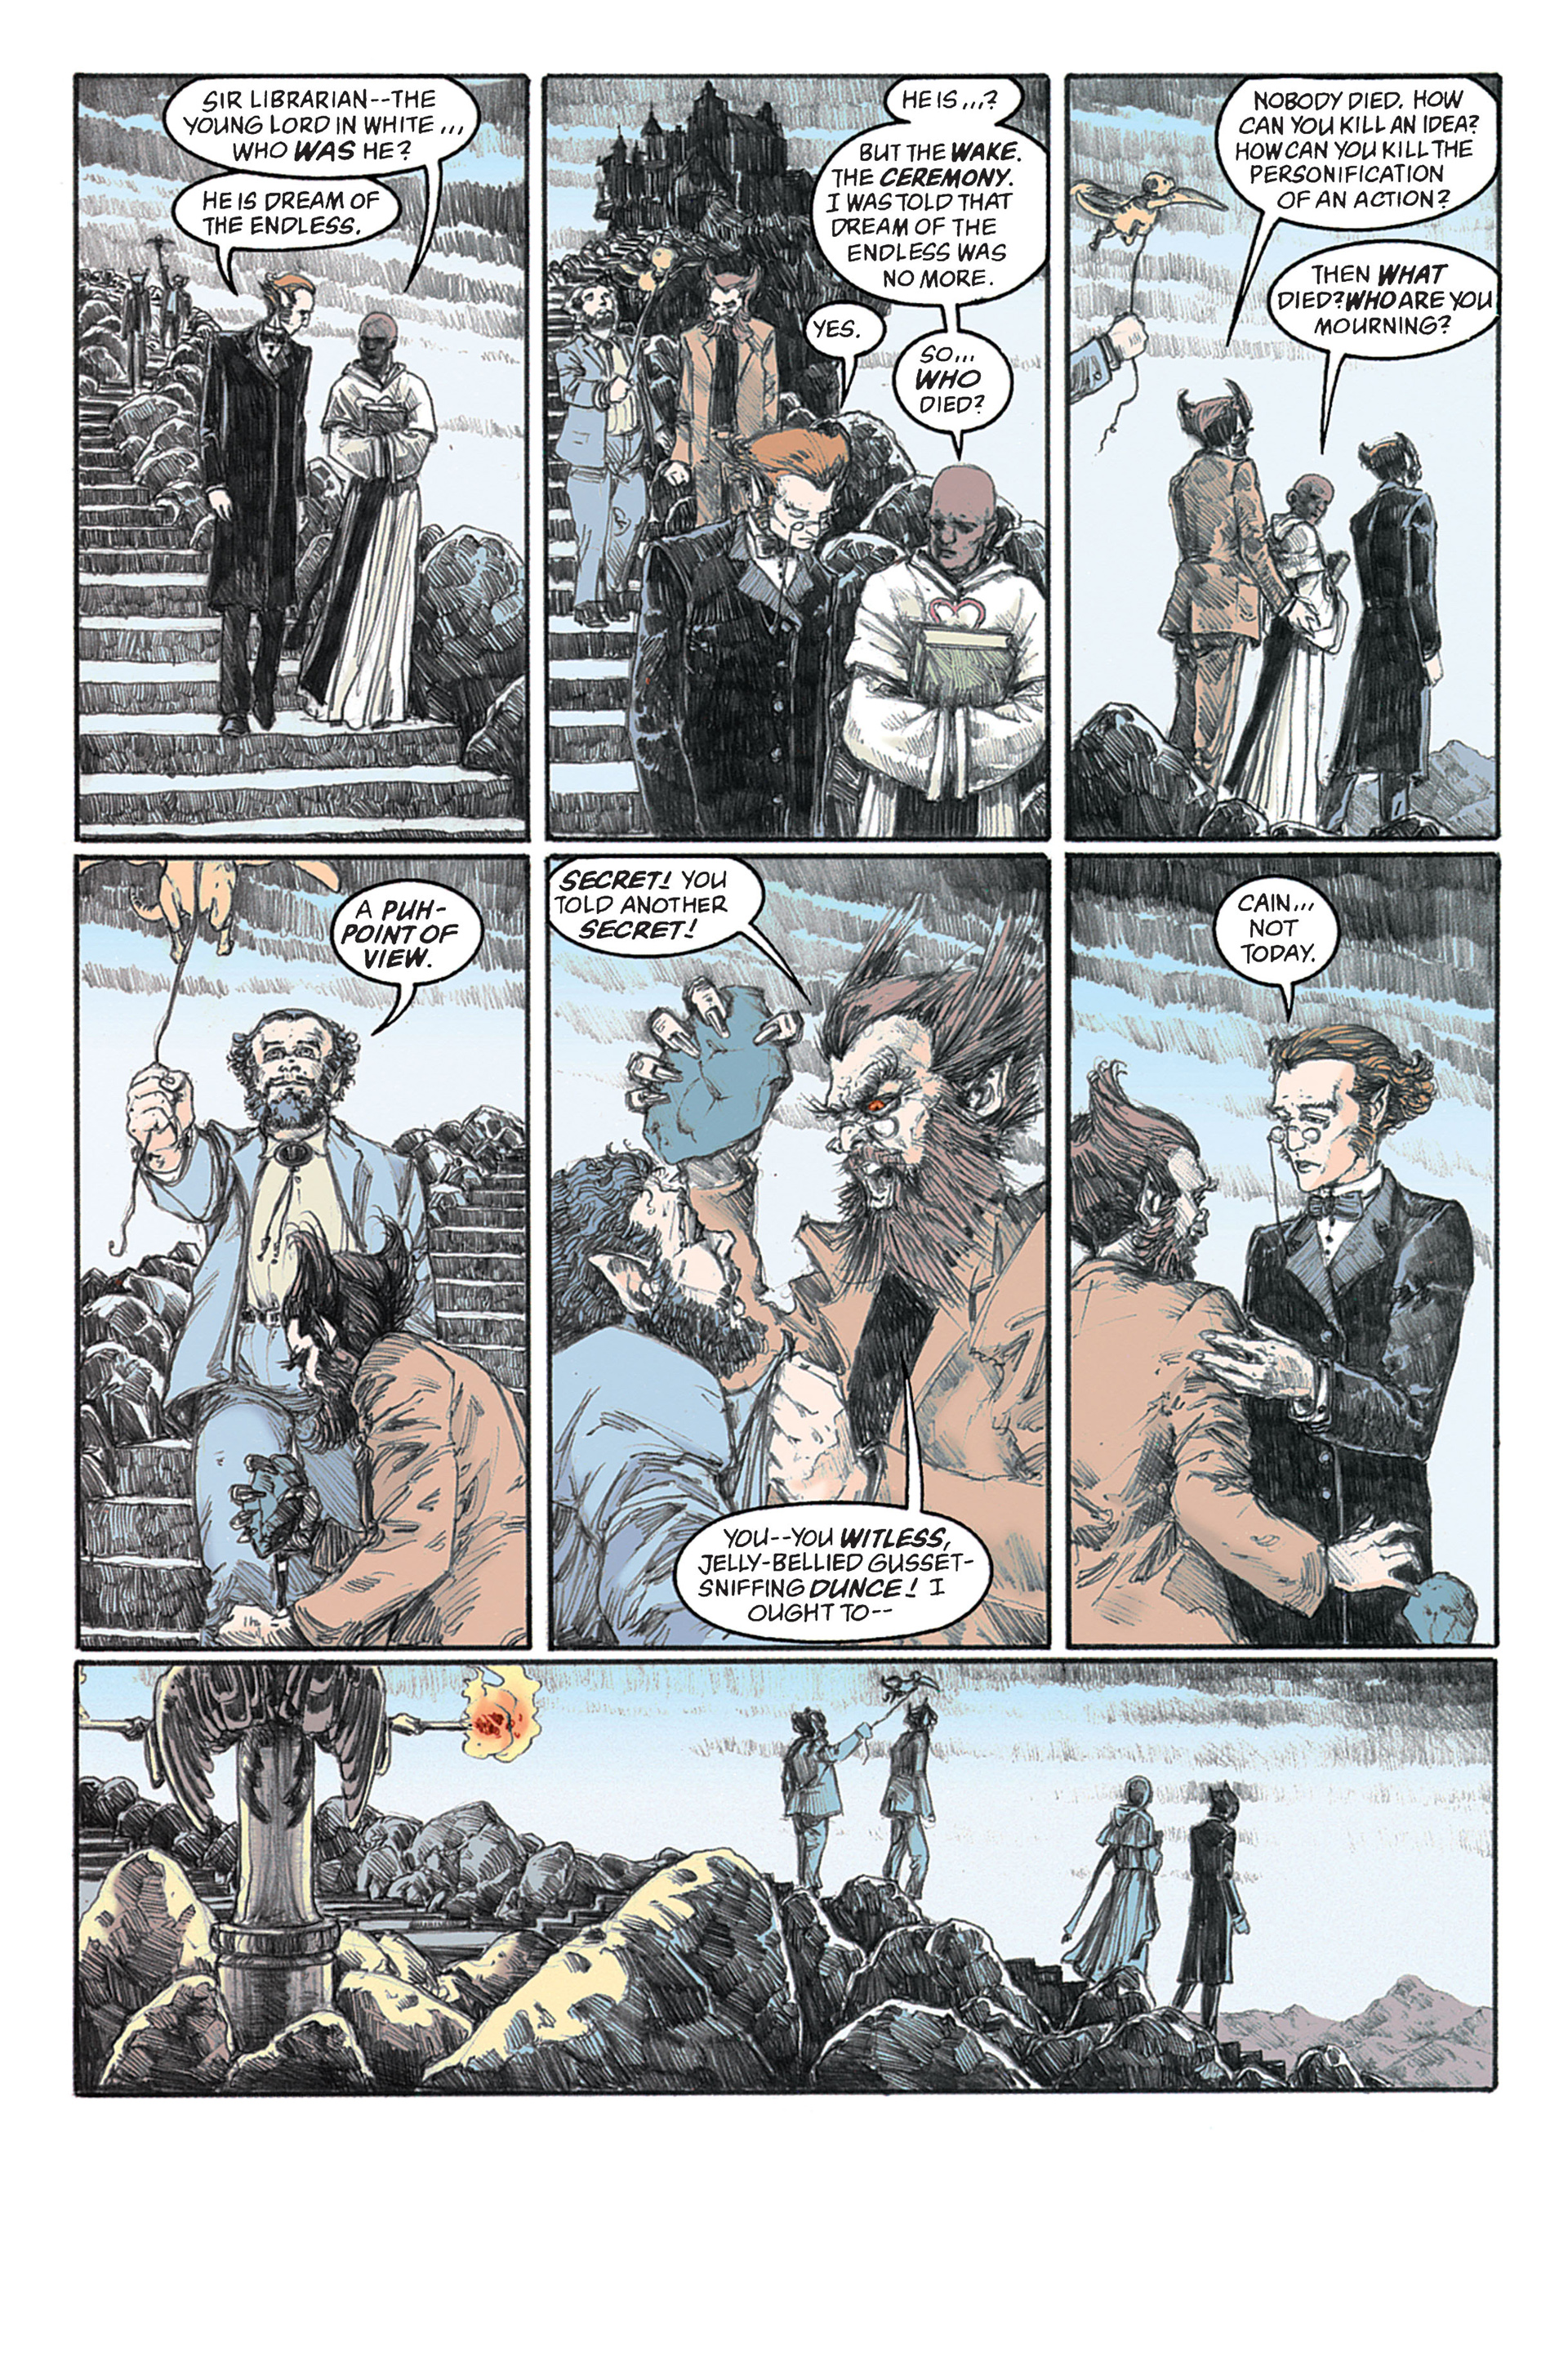 SIR LIBRARIAN--THE
YOUNG LORD IN WHITE...
WHO WAS HE?
HE IS DREAM OF
THE ENDLESS.
HE IS...?
BUT THE WAKE.
THE CEREMONY.
I WAS TOLD THAT
DREAM OF THE
ENDLESS WAS
NO MORE.
YES.
SO...
WHO
DIED?
NOBODY DIED. HOW
CAN YOU KILL AN IDEA?
HOW CAN YOU KILL THE
PERSONIFICATION
OF AN ACTION?
THEN WHAT
DIED? WHO ARE YOU
MOURNING?
A PUH-
POINT OF
VIEW.
SECRET! YOU
TOLD ANOTHER
SECRET!
YOU--YOU WITLESS,
JELLY-BELLIED GUSSET-
SNIFFING DUNCE! I
OUGHT TO--
CAIN...
NOT
TODAY.